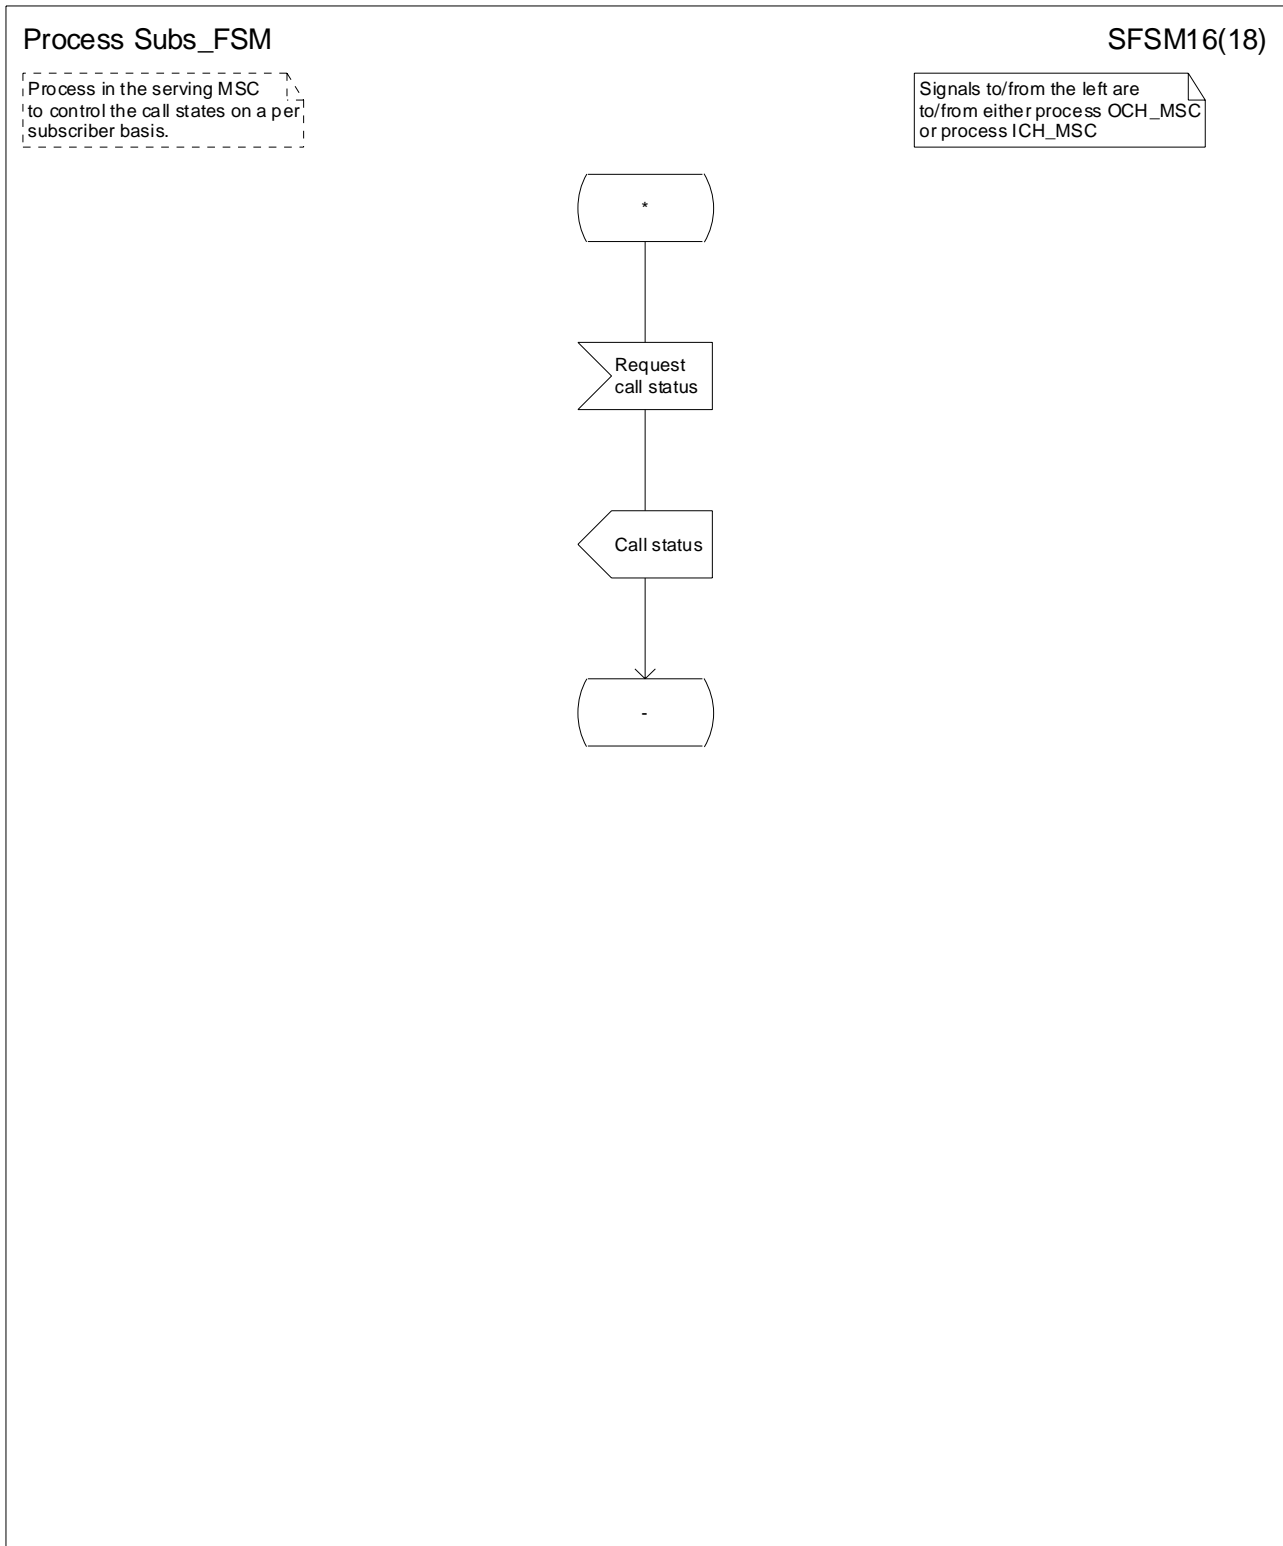 Process Subs_FSM
SFSM16(18)
Process in the serving MSC
to control the call states on a per
subscriber basis.
Signals to/from the left are
to/from either process OCH_MSC
or process ICH_MSC
*
Request
call status
Call status
-